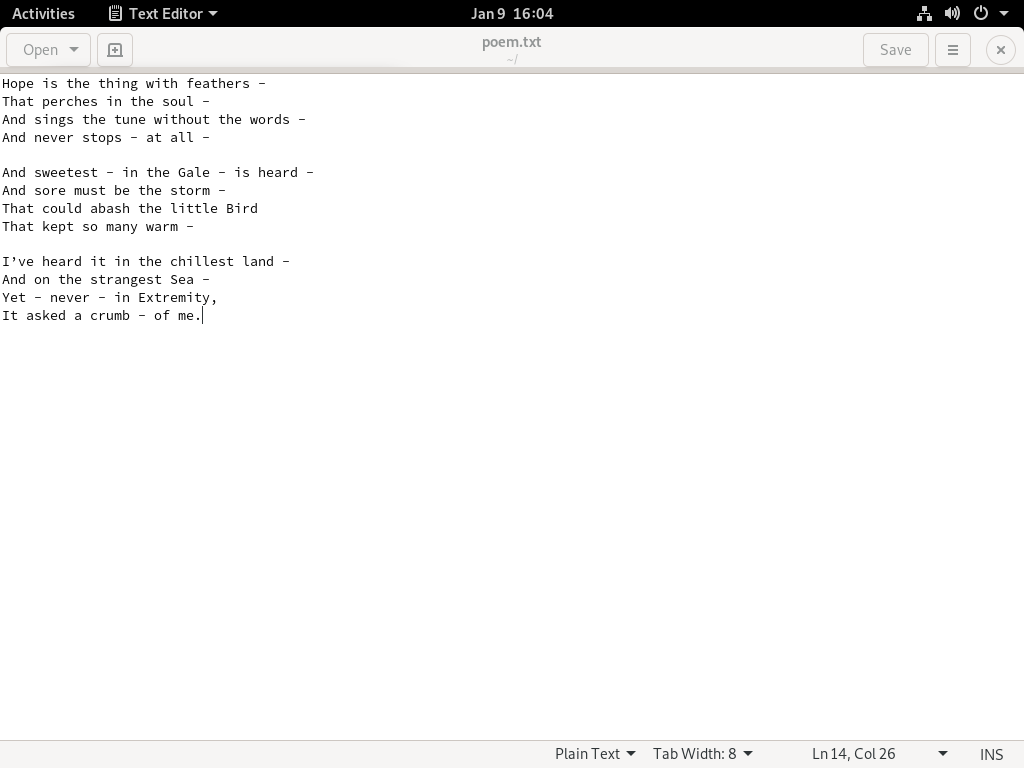 Activities
Text Editor
Jan 9 16:04
Open
poem.txt
~/
Save
Hope is the thing with feathers –
That perches in the soul –
And sings the tune without the words –
And never stops – at all –

And sweetest – in the Gale – is heard –
And sore must be the storm –
That could abash the little Bird
That kept so many warm –

I’ve heard it in the chillest land –
And on the strangest Sea –
Yet – never – in Extremity,
It asked a crumb – of me.
Plain Text
Tab Width: 8
Ln 14, Col 26
INS